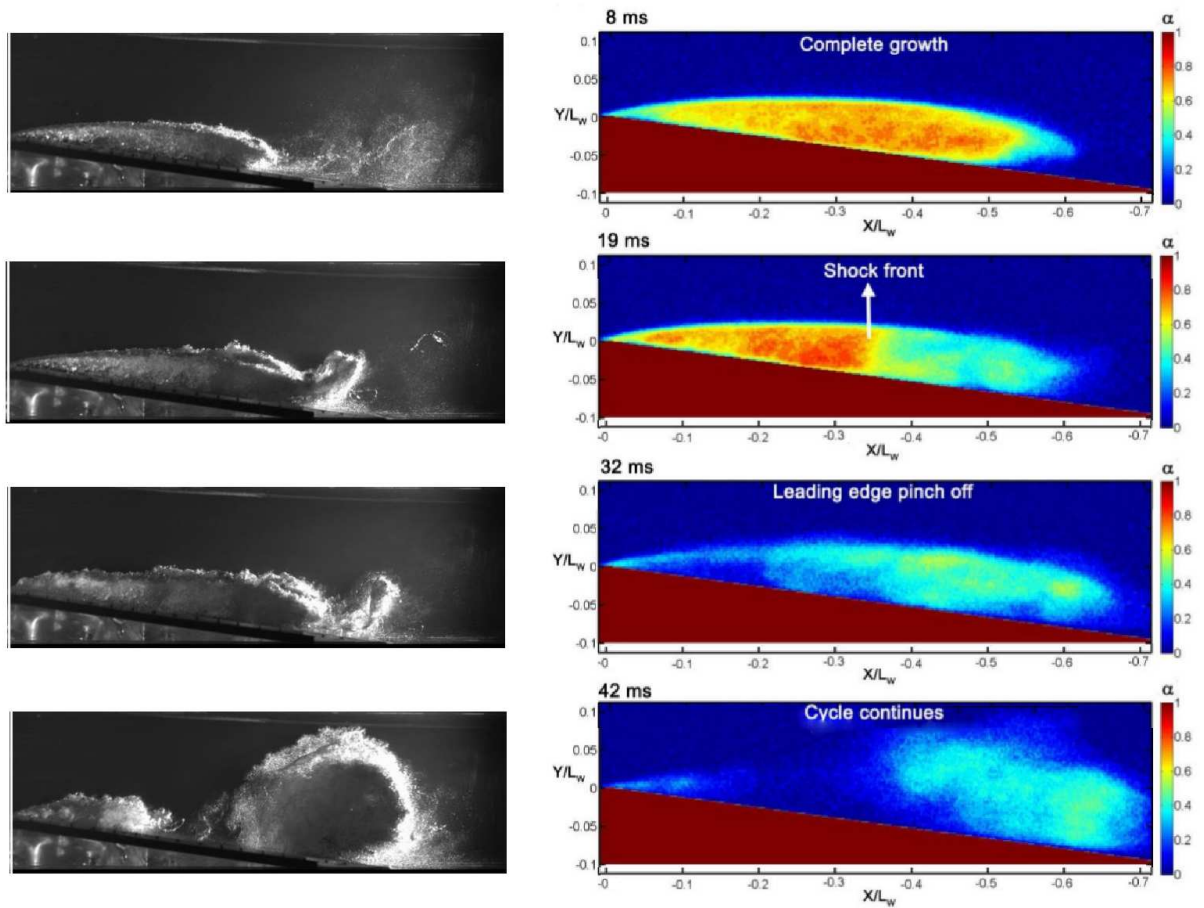 8 ms
α
Complete growth
0.1
0.05
Y/Lw 0
-0.05
-0.1
-0 -0.1 -0.2 -0.3 -0.4 -0.5 -0.6 -0.7
X/Lw
1
0.8
0.6
0.4
0.2
0
19 ms
α
Shock front
0.1
0.05
Y/Lw 0
-0.05
-0.1
-0 -0.1 -0.2 -0.3 -0.4 -0.5 -0.6 -0.7
X/Lw
1
0.8
0.6
0.4
0.2
0
32 ms
α
Leading edge pinch off
0.1
0.05
Y/Lw 0
-0.05
-0.1
-0 -0.1 -0.2 -0.3 -0.4 -0.5 -0.6 -0.7
X/Lw
1
0.8
0.6
0.4
0.2
0
42 ms
α
Cycle continues
0.1
0.05
Y/Lw 0
-0.05
-0.1
-0 -0.1 -0.2 -0.3 -0.4 -0.5 -0.6 -0.7
X/Lw
1
0.8
0.6
0.4
0.2
0